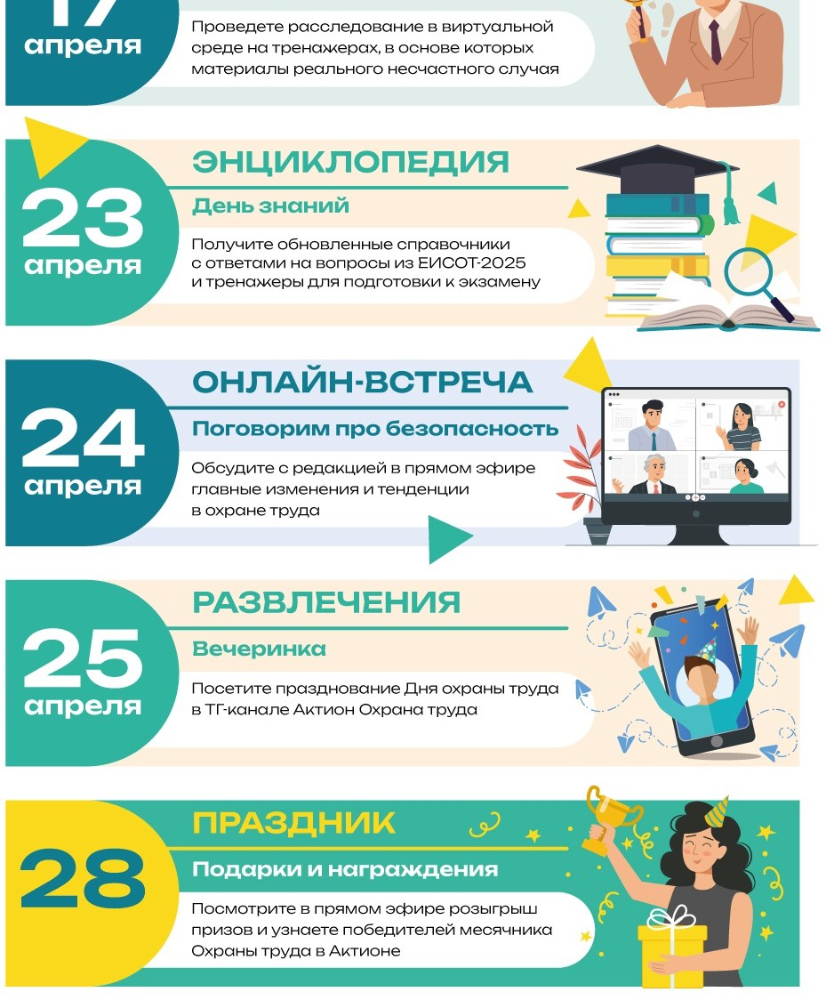 17
апреля
Проведете расследование в виртуальной
среде на тренажерах, в основе которых
материалы реального несчастного случая
23
апреля
ЭНЦИКЛОПЕДИЯ
День знаний
Получите обновленные справочники
с ответами на вопросы из ЕИСОТ-2025
и тренажеры для подготовки к экзамену
24
апреля
ОНЛАЙН-ВСТРЕЧА
Поговорим про безопасность
Обсудите с редакцией в прямом эфире
главные изменения и тенденции
в охране труда
25
апреля
РАЗВЛЕЧЕНИЯ
Вечеринка
Посетите празднование Дня охраны труда
в ТГ-канале Актион Охрана труда
28
ПРАЗДНИК
Подарки и награждения
Посмотрите в прямом эфире розыгрыш
призов и узнаете победителей месячника
Охраны труда в Актионе